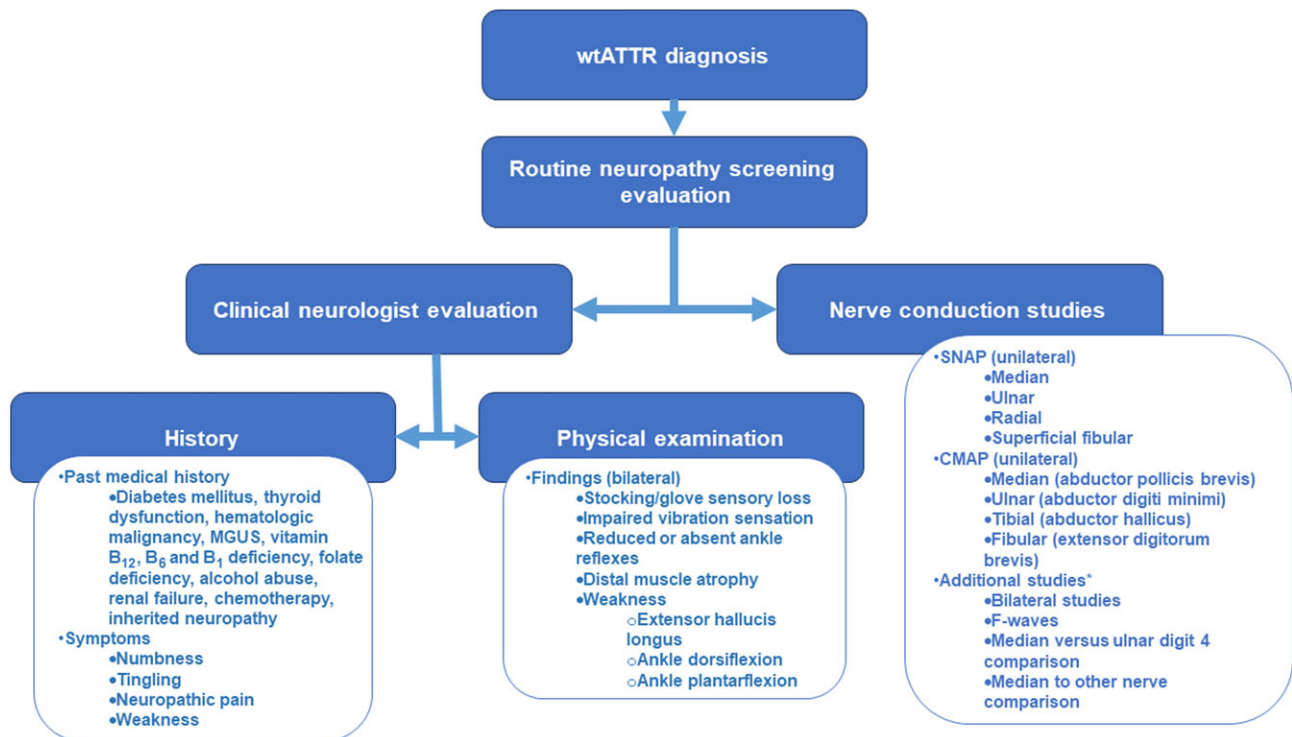 wtATTR diagnosis
Routine neuropathy screening
evaluation
Clinical neurologist evaluation
Nerve conduction studies
History
•Past medical history
•Diabetes mellitus, thyroid
dysfunction, hematologic
malignancy, MGUS, vitamin
B₁₂, B₆ and B₁ deficiency, folate
deficiency, alcohol abuse,
renal failure, chemotherapy,
inherited neuropathy
•Symptoms
•Numbness
•Tingling
•Neuropathic pain
•Weakness
Physical examination
•Findings (bilateral)
•Stocking/glove sensory loss
•Impaired vibration sensation
•Reduced or absent ankle
reflexes
•Distal muscle atrophy
•Weakness
○Extensor hallucis
longus
○Ankle dorsiflexion
○Ankle plantarflexion
•SNAP (unilateral)
•Median
•Ulnar
•Radial
•Superficial fibular
•CMAP (unilateral)
•Median (abductor pollicis brevis)
•Ulnar (abductor digiti minimi)
•Tibial (abductor hallicus)
•Fibular (extensor digitorum
brevis)
•Additional studies*
•Bilateral studies
•F-waves
•Median versus ulnar digit 4
comparison
•Median to other nerve
comparison